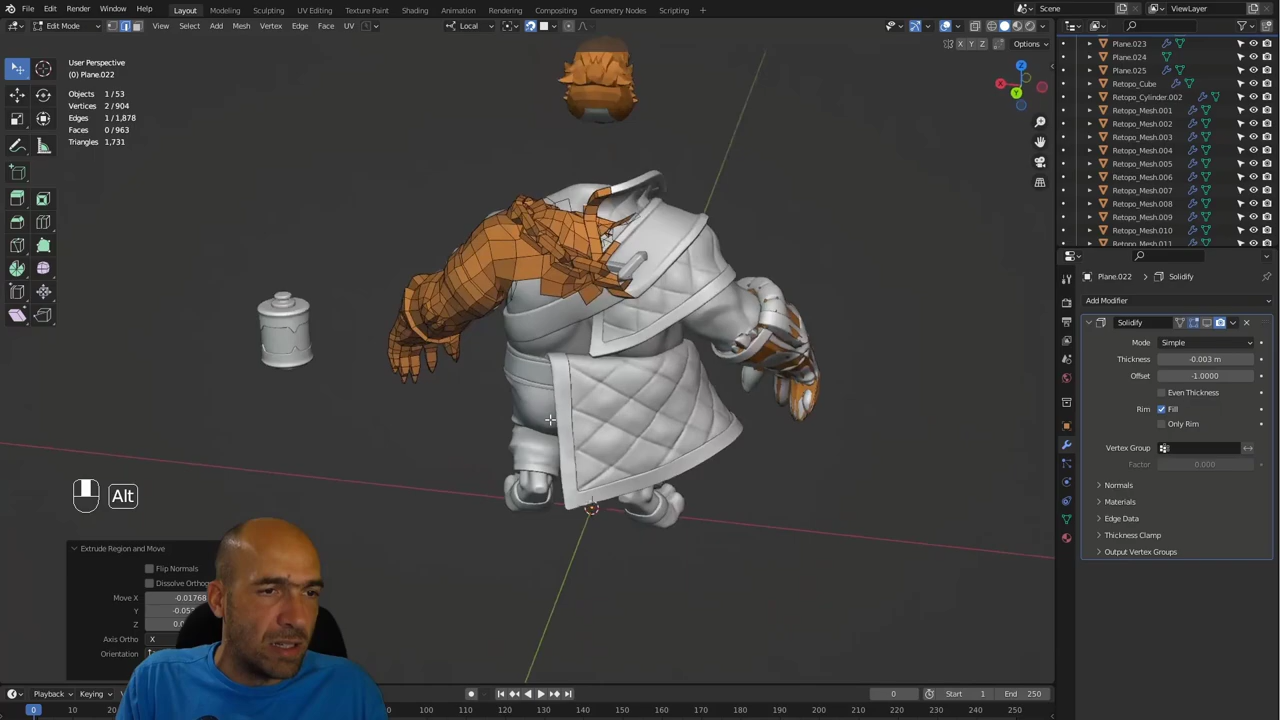 File Edit Render Window Help Layout Modeling Sculpting UV Editing Texture Paint Shading Animation Rendering Compositing Geometry Nodes Scripting + Scene ViewLayer
Edit Mode View Select Add Mesh Vertex Edge Face UV Local
X Y Z Options
User Perspective
(0) Plane.022
Objects 1/53
Vertices 2/904
Edges 1/1,878
Faces 0/963
Triangles 1,731
Z
X
Y
Plane.023
Plane.024
Plane.025
Retopo_Cube
Retopo_Cylinder.002
Retopo_Mesh.001
Retopo_Mesh.002
Retopo_Mesh.003
Retopo_Mesh.004
Retopo_Mesh.005
Retopo_Mesh.006
Retopo_Mesh.007
Retopo_Mesh.008
Retopo_Mesh.009
Retopo_Mesh.010
Retopo_Mesh.011
Plane.022 > Solidify
Add Modifier
Solidify
Mode Simple
Thickness -0.003 m
Offset -1.0000
Even Thickness
Rim Fill
Only Rim
Vertex Group
Factor 0.000
Normals
Materials
Edge Data
Thickness Clamp
Output Vertex Groups
Alt
Extrude Region and Move
Flip Normals
Move X -0.01768
Y
Z
Axis Ortho X
Orientation
Playback Keying 0 Start 1 End 250
0 10 100 110 120 130 140 150 160 170 180 190 200 210 220 230 240 250